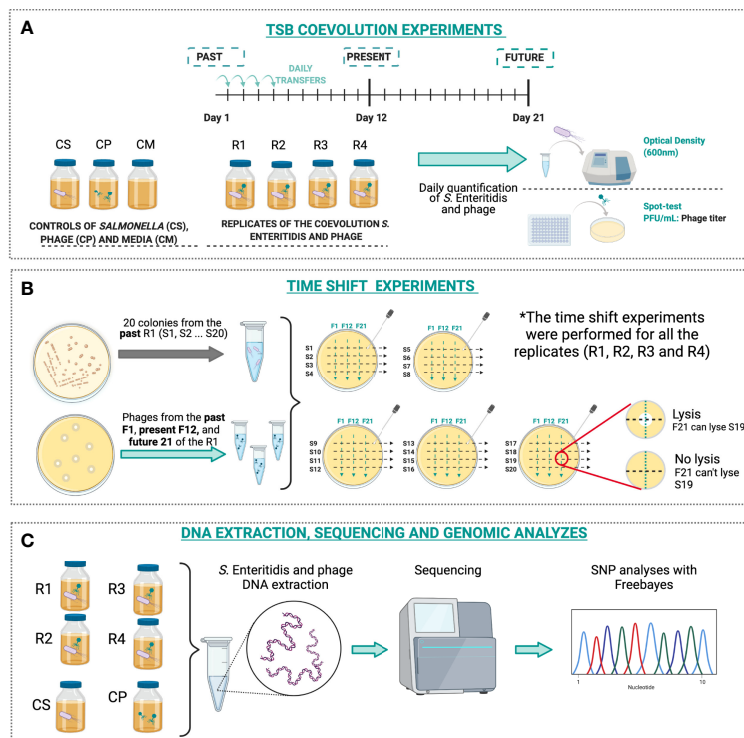 A
TSB COEVOLUTION EXPERIMENTS
PAST
PRESENT
FUTURE
DAILY
TRANSFERS
Day 1
Day 12
Day 21
CS
CP
CM
R1
R2
R3
R4
Daily quantification
of S. Enteritidis
and phage
Optical Density
(600nm)
Spot-test
PFU/mL: Phage titer
CONTROLS OF SALMONELLA (CS),
PHAGE (CP) AND MEDIA (CM)
REPLICATES OF THE COEVOLUTION S.
ENTERITIDIS AND PHAGE
B
TIME SHIFT EXPERIMENTS
20 colonies from the
past R1 (S1, S2 ... S20)
Phages from the past
F1, present F12, and
future 21 of the R1
F1 F12 F21
S1
S2
S3
S4
F1 F12 F21
S5
S6
S7
S8
*The time shift experiments
were performed for all the
replicates (R1, R2, R3 and R4)
F1 F12 F21
S9
S10
S11
S12
F1 F12 F21
S13
S14
S15
S16
F1 F12 F21
S17
S18
S19
S20
Lysis
F21 can lyse S19
No lysis
F21 can't lyse
S19
C
DNA EXTRACTION, SEQUENCING AND GENOMIC ANALYZES
R1
R3
R2
R4
CS
CP
S. Enteritidis and phage
DNA extraction
Sequencing
SNP analyses with
Freebayes
1
10
Nucleotide